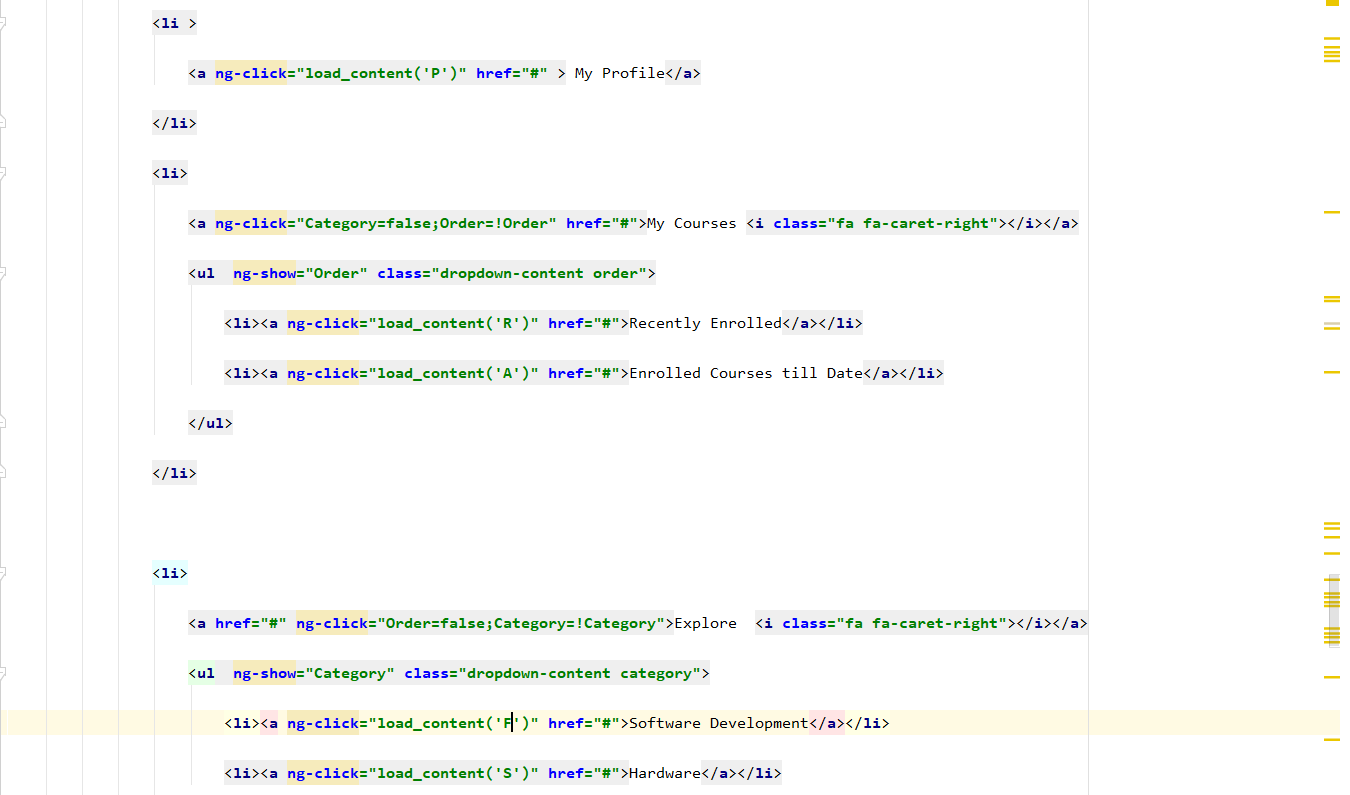 <li >
<a ng-click="load_content('P')" href="#" > My Profile</a>
</li>
<li>
<a ng-click="Category=false;Order=!Order" href="#">My Courses <i class="fa fa-caret-right"></i></a>
<ul  ng-show="Order" class="dropdown-content order">
<li><a ng-click="load_content('R')" href="#">Recently Enrolled</a></li>
<li><a ng-click="load_content('A')" href="#">Enrolled Courses till Date</a></li>
</ul>
</li>
<li>
<a href="#" ng-click="Order=false;Category=!Category">Explore  <i class="fa fa-caret-right"></i></a>
<ul  ng-show="Category" class="dropdown-content category">
<li><a ng-click="load_content('F')" href="#">Software Development</a></li>
<li><a ng-click="load_content('S')" href="#">Hardware</a></li>